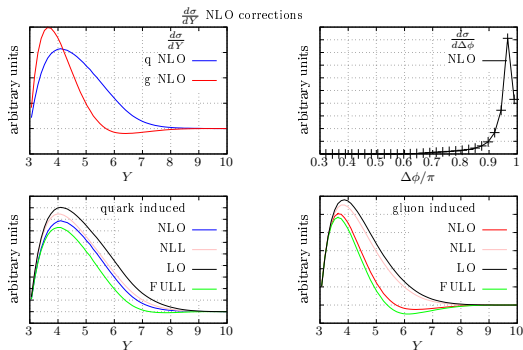 dσ/dY NLO corrections
dσ/dY
q NLO
g NLO
arbitrary units
3 4 5 6 7 8 9 10
Y
dσ/dΔϕ
NLO
arbitrary units
0.3 0.4 0.5 0.6 0.7 0.8 0.9 1
Δϕ/π
quark induced
NLO
NLL
LO
FULL
arbitrary units
3 4 5 6 7 8 9 10
Y
gluon induced
NLO
NLL
LO
FULL
arbitrary units
3 4 5 6 7 8 9 10
Y